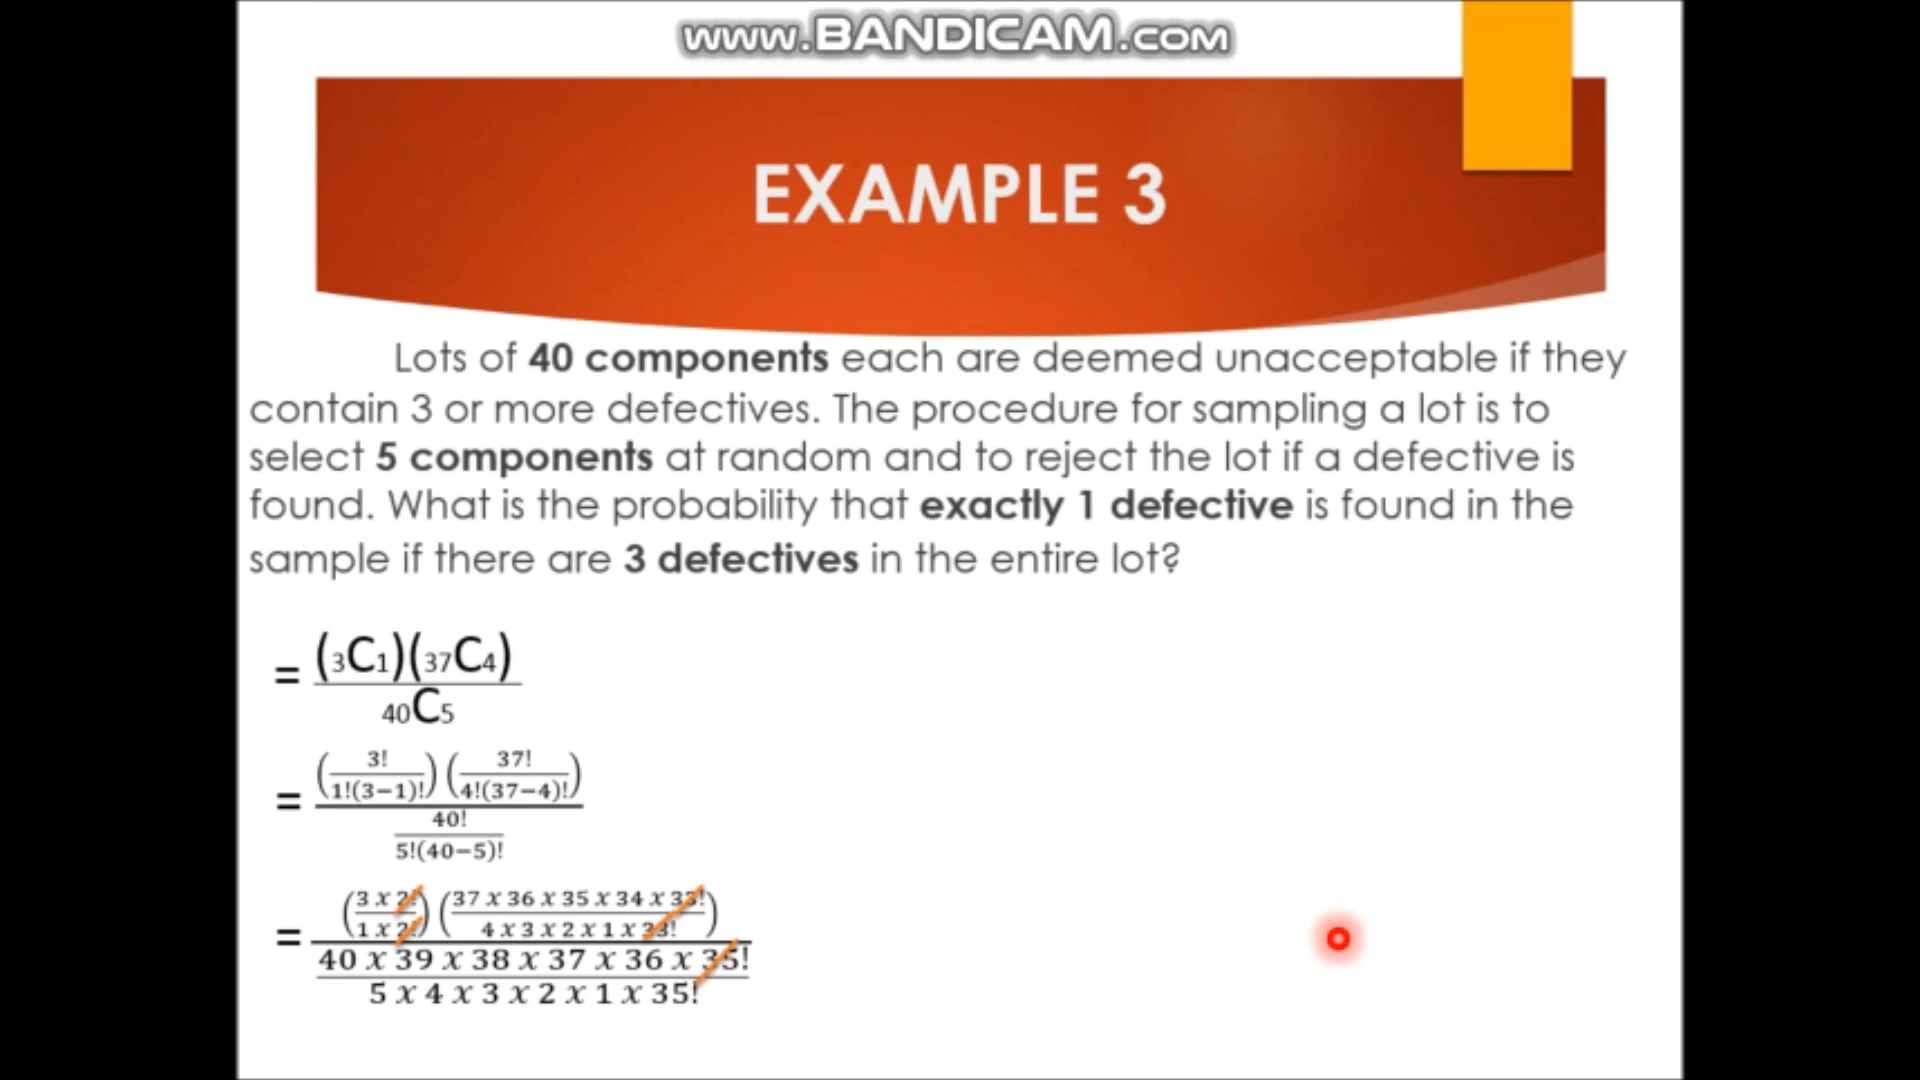 www.BANDICAM.com
EXAMPLE 3
Lots of 40 components each are deemed unacceptable if they
contain 3 or more defectives. The procedure for sampling a lot is to
select 5 components at random and to reject the lot if a defective is
found. What is the probability that exactly 1 defective is found in the
sample if there are 3 defectives in the entire lot?
= (₃C₁)(₃₇C₄)
₄₀C₅
= (3!/1!(3−1)!) (37!/4!(37−4)!)
40!/5!(40−5)!
= (3 x 2!/1 x 2!) (37 x 36 x 35 x 34 x 33!/4 x 3 x 2 x 1 x 33!)
40 x 39 x 38 x 37 x 36 x 35!
5 x 4 x 3 x 2 x 1 x 35!